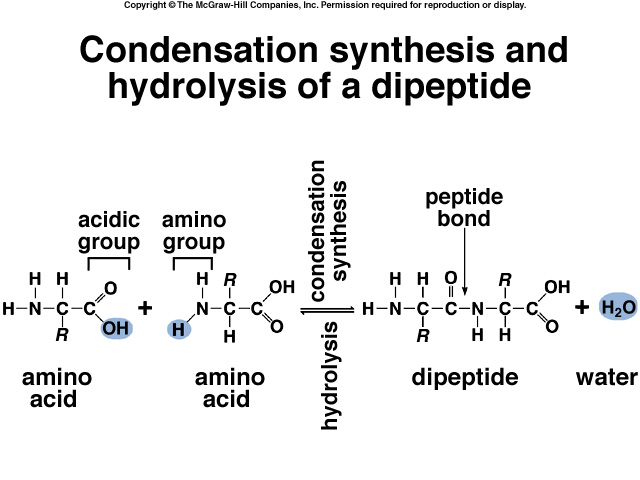 Copyright © The McGraw-Hill Companies, Inc. Permission required for reproduction or display.
Condensation synthesis and
hydrolysis of a dipeptide
acidic
group
amino
group
condensation
synthesis
hydrolysis
peptide
bond
H H O
H–N–C–C
R OH
+
H R OH
N–C–C
H H O
H H O R OH
H–N–C–C–N–C–C
R H H O
+ H₂O
amino
acid
amino
acid
dipeptide
water